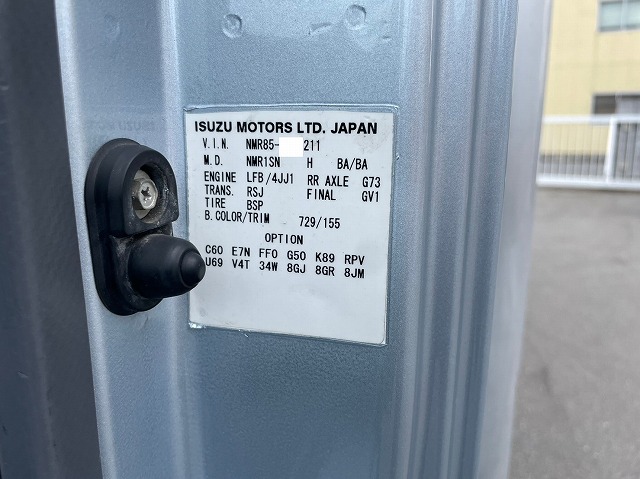 ISUZU MOTORS LTD. JAPAN
V.I.N. NMR85- 211
M.D. NMR1SN H BA/BA
ENGINE LFB/4JJ1 RR AXLE G73
TRANS. RSJ FINAL GV1
TIRE BSP
B.COLOR/TRIM 729/155
OPTION
C60 E7N FF0 G50 K89 RPV
U69 V4T 34W 8GJ 8GR 8JM